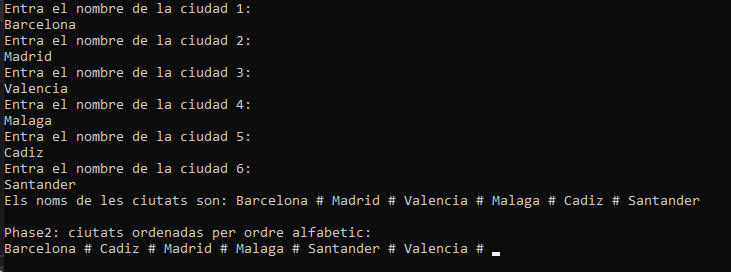 Entra el nombre de la ciudad 1:
Barcelona
Entra el nombre de la ciudad 2:
Madrid
Entra el nombre de la ciudad 3:
Valencia
Entra el nombre de la ciudad 4:
Malaga
Entra el nombre de la ciudad 5:
Cadiz
Entra el nombre de la ciudad 6:
Santander
Els noms de les ciutats son: Barcelona # Madrid # Valencia # Malaga # Cadiz # Santander
Phase2: ciutats ordenadas per ordre alfabetic:
Barcelona # Cadiz # Madrid # Malaga # Santander # Valencia #